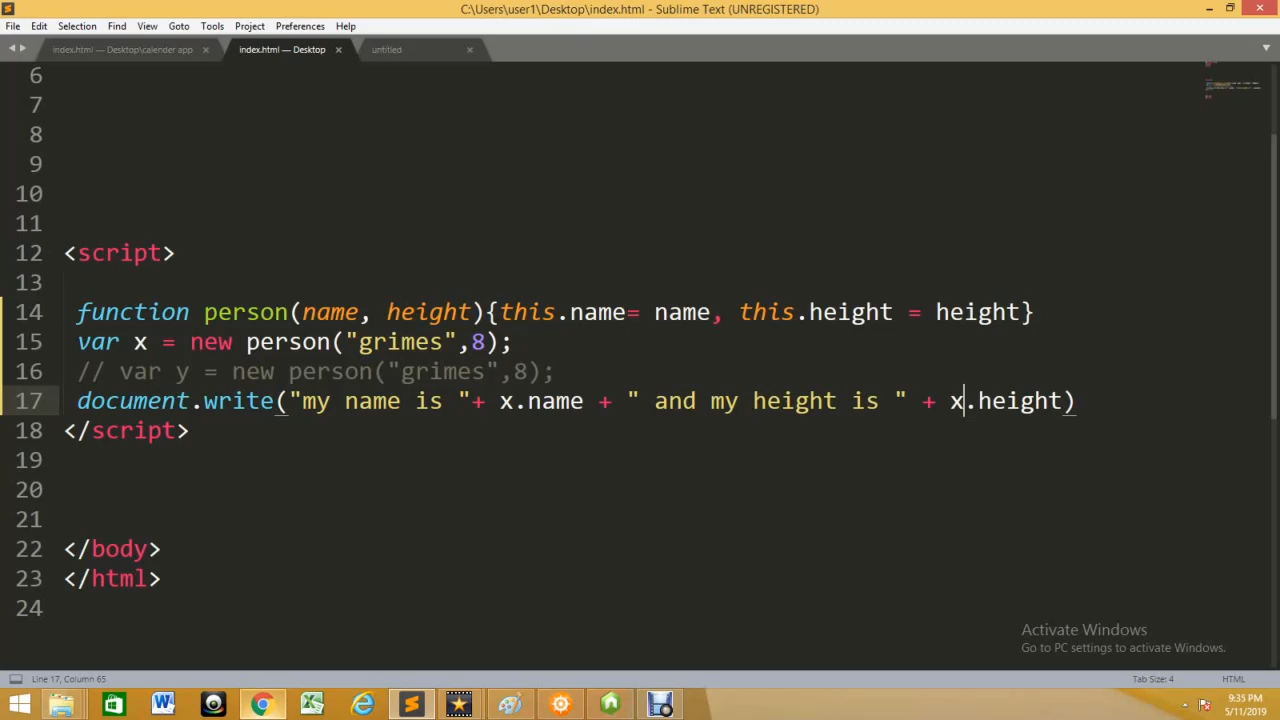 C:\Users\user1\Desktop\index.html - Sublime Text (UNREGISTERED)
File Edit Selection Find View Goto Tools Project Preferences Help
index.html — Desktop\calender app index.html — Desktop untitled
6
7
8
9
10
11
12 <script>
13
14 function person(name, height){this.name= name, this.height = height}
15 var x = new person("grimes",8);
16 // var y = new person("grimes",8);
17 document.write("my name is "+ x.name + " and my height is " + x.height)
18 </script>
19
20
21
22 </body>
23 </html>
24
Activate Windows
Go to PC settings to activate Windows.
Line 17, Column 65 Tab Size: 4 HTML
9:35 PM
5/11/2019